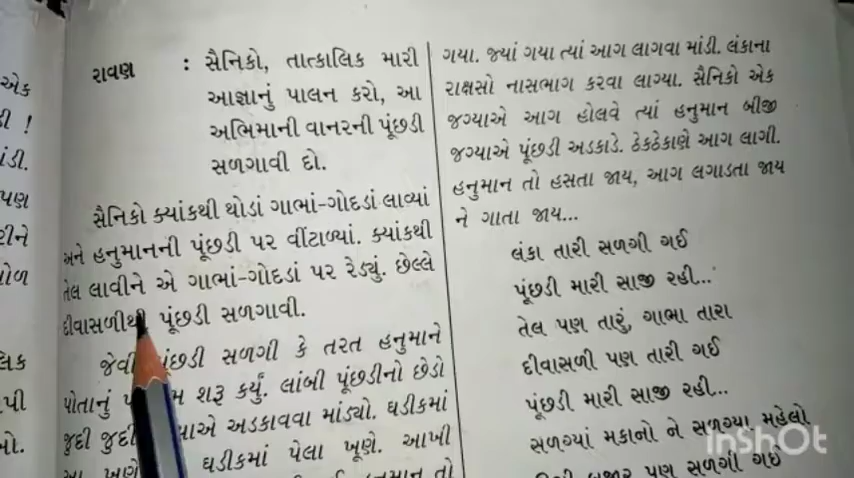 રાવણ : સૈનિકો, તાત્કાલિક મારી
આજ્ઞાનું પાલન કરો, આ
અભિમાની વાનરની પૂંછડી
સળગાવી દો.
સૈનિકો ક્યાંકથી થોડાં ગાભાં-ગોદડાં લાવ્યાં
અને હનુમાનની પૂંછડી પર વીંટાળ્યાં. ક્યાંકથી
તેલ લાવીને એ ગાભાં-ગોદડાં પર રેડ્યું. છેલ્લે
દીવાસળીથી પૂંછડી સળગાવી.
જેવી પૂંછડી સળગી કે તરત હનુમાને
પોતાનું શરૂ કર્યું. લાંબી પૂંછડીનો છેડો
જુદી જુદી અડકાવવા માંડ્યો. ઘડીકમાં
આ ખૂણે ઘડીકમાં પેલા ખૂણે. આખી
હનુમાન તો
ગયા. જ્યાં ગયા ત્યાં આગ લાગવા માંડી. લંકાના
રાક્ષસો નાસભાગ કરવા લાગ્યા. સૈનિકો એક
જગ્યાએ આગ હોલવે ત્યાં હનુમાન બીજી
જગ્યાએ પૂંછડી અડકાડે. ઠેકઠેકાણે આગ લાગી.
હનુમાન તો હસતા જાય, આગ લગાડતા જાય
ને ગાતા જાય...
લંકા તારી સળગી ગઈ
પૂંછડી મારી સાજી રહી...
તેલ પણ તારું, ગાભા તારા
દીવાસળી પણ તારી ગઈ
પૂંછડી મારી સાજી રહી...
સળગ્યાં મકાનો ને સળગ્યા મહેલો
પણ સળગી ગઈ
એક
!
પણ
InShOt